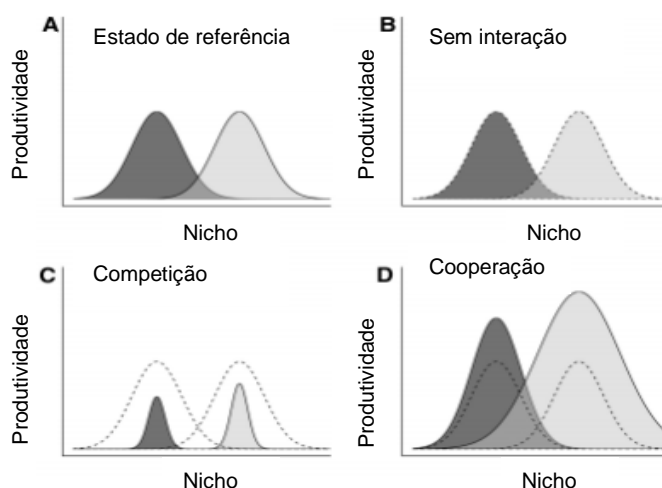 A Estado de referência
Produtividade
Nicho
B Sem interação
Produtividade
Nicho
C Competição
Produtividade
Nicho
D Cooperação
Produtividade
Nicho